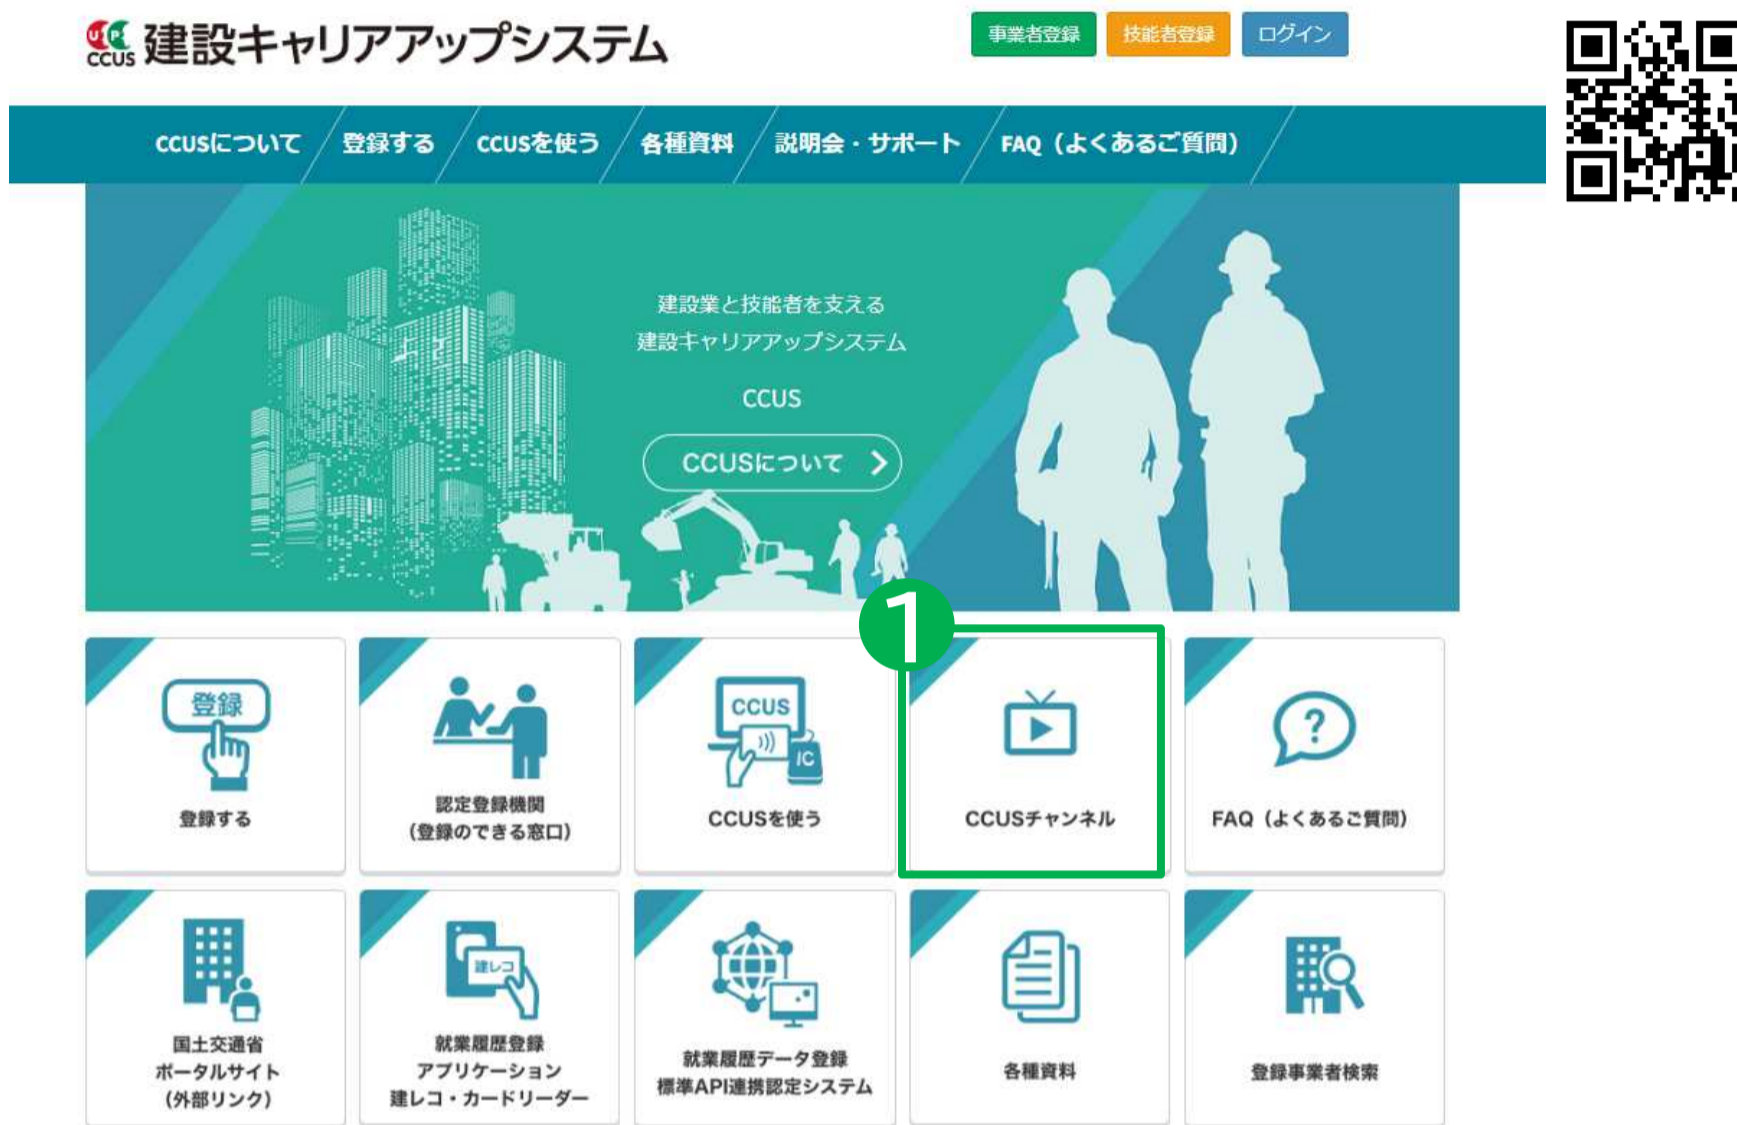 UPCCUS 建設キャリアアップシステム
事業者登録 技能者登録 ログイン
CCUSについて 登録する CCUSを使う 各種資料 説明会・サポート FAQ（よくあるご質問）
建設業と技能者を支える
建設キャリアアップシステム
CCUS
CCUSについて
1
登録
登録する
認定登録機関
（登録のできる窓口）
CCUS
IC
CCUSを使う
CCUSチャンネル
?
FAQ（よくあるご質問）
国土交通省
ポータルサイト
（外部リンク）
建レコ
就業履歴登録
アプリケーション
建レコ・カードリーダー
就業履歴データ登録
標準API連携認定システム
各種資料
登録事業者検索